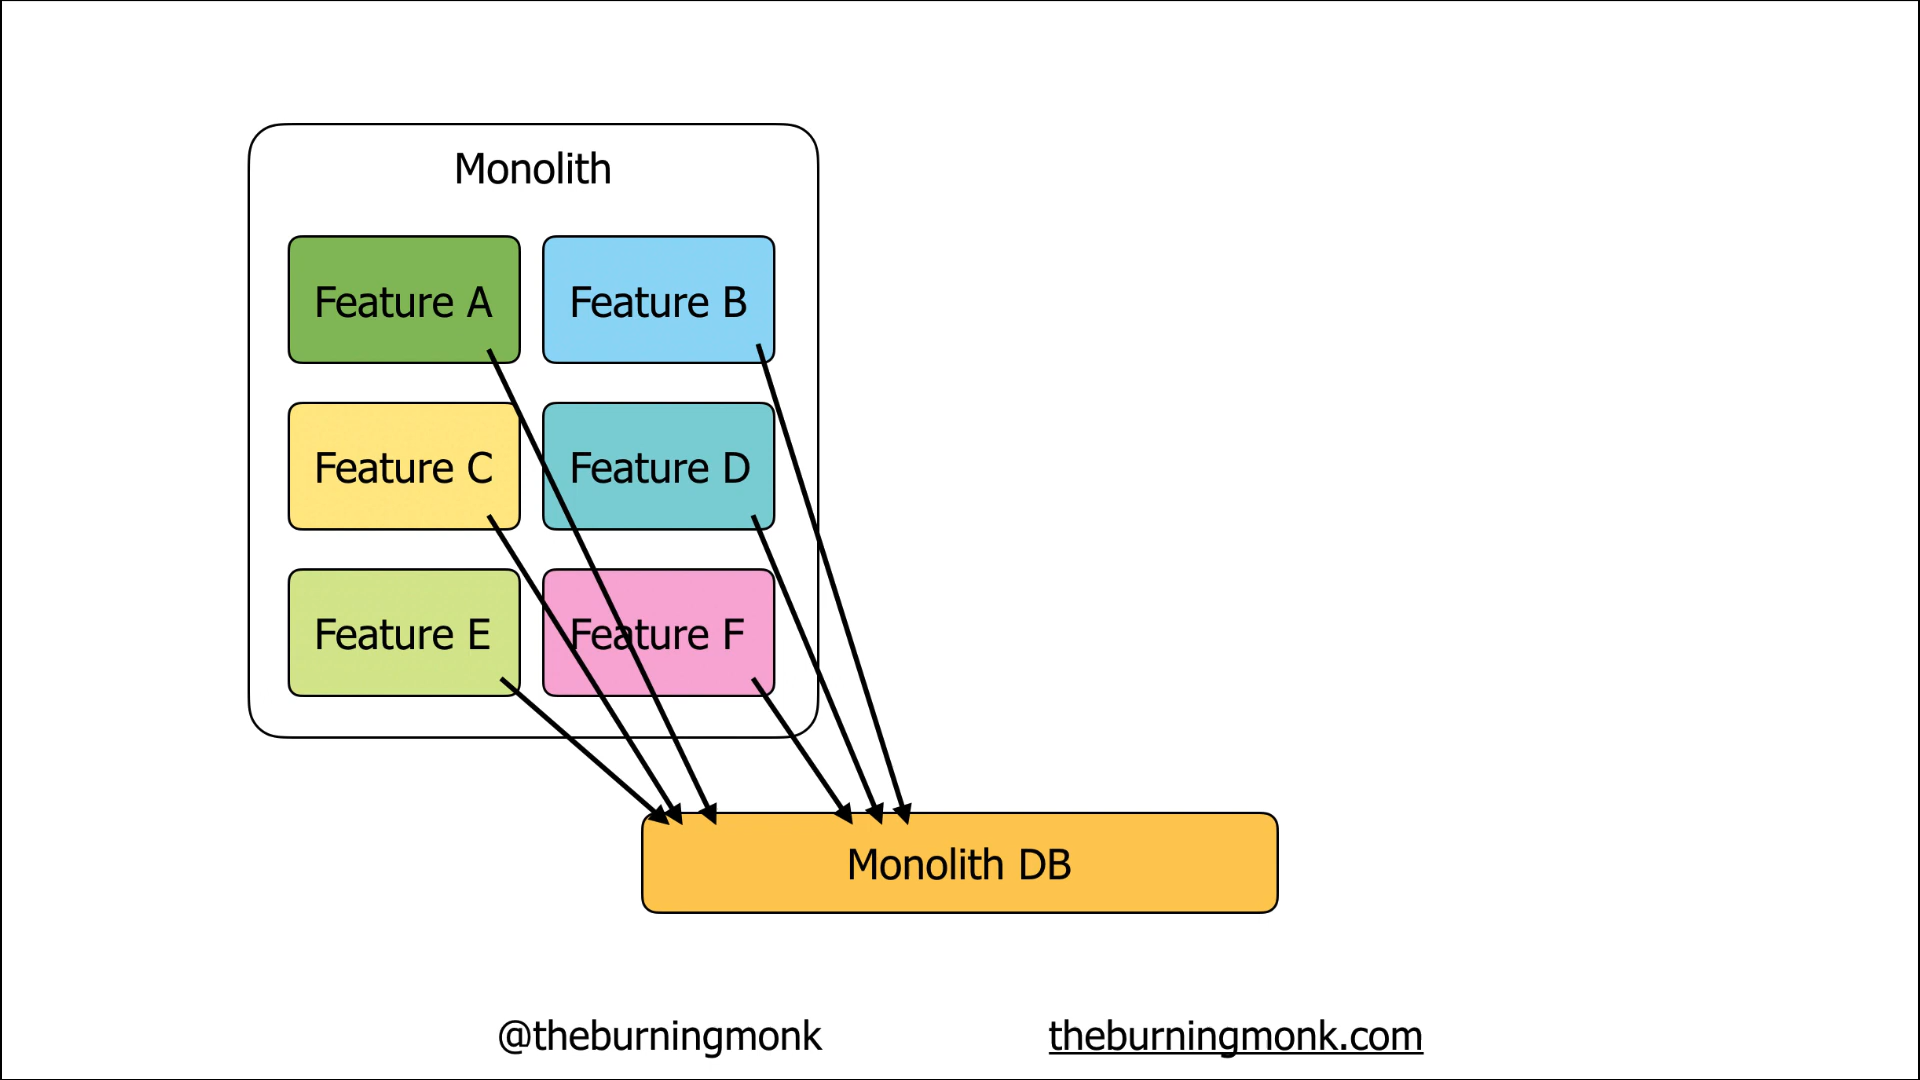 Monolith
Feature A
Feature B
Feature C
Feature D
Feature E
Feature F
Monolith DB
@theburningmonk
theburningmonk.com